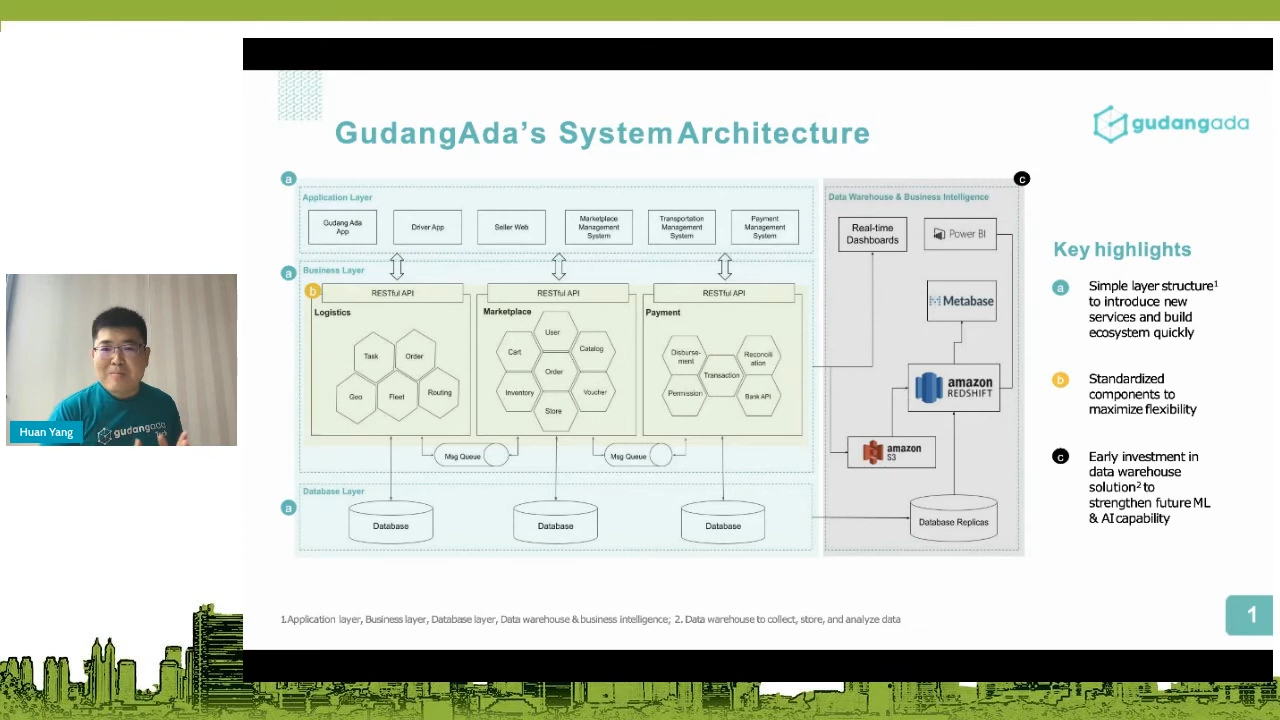 GudangAda's System Architecture
gudangada
a
c
Application Layer
Gudang Ada
App
Driver App
Seller Web
Marketplace
Management
System
Transportation
Management
System
Payment
Management
System
a
Business Layer
b
RESTful API
RESTful API
RESTful API
Logistics
Task
Order
Geo
Fleet
Routing
Marketplace
User
Cart
Catalog
Order
Inventory
Voucher
Store
Payment
Disburse-
ment
Reconcili
ation
Transaction
Permission
Bank API
Msg Queue
Msg Queue
a
Database Layer
Database
Database
Database
Data Warehouse & Business Intelligence
Real-time
Dashboards
Power BI
Metabase
amazon
REDSHIFT
amazon
S3
Database Replicas
Key highlights
a
Simple layer structure1
to introduce new
services and build
ecosystem quickly
b
Standardized
components to
maximize flexibility
c
Early investment in
data warehouse
solution2 to
strengthen future ML
& AI capability
1.Application layer, Business layer, Database layer, Data warehouse & business intelligence; 2. Data warehouse to collect, store, and analyze data
1
gudangada
Huan Yang